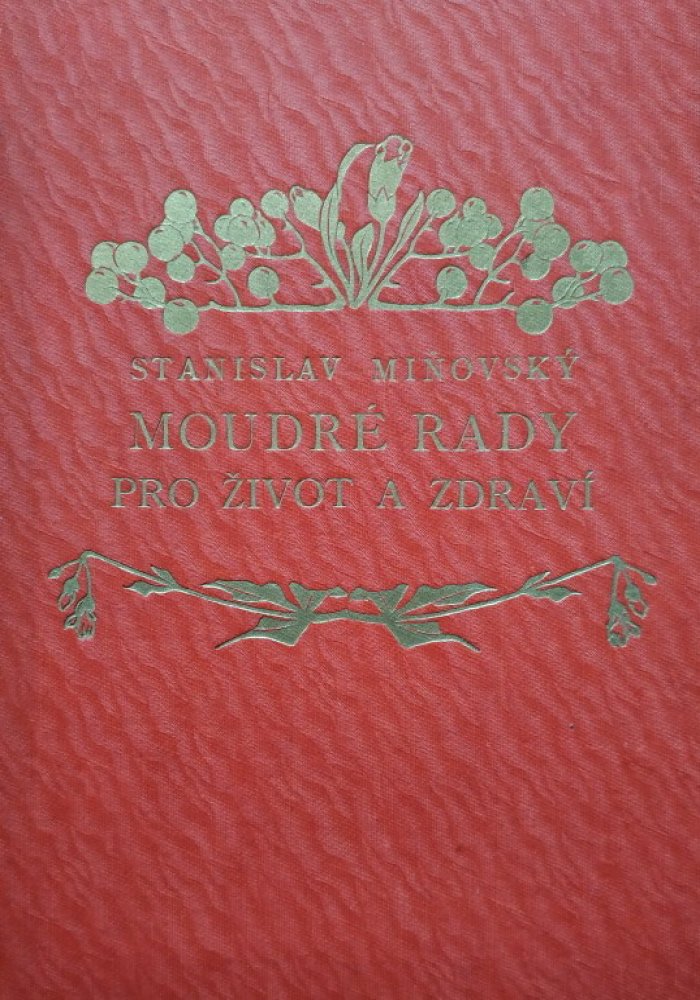 STANISLAV MIŇOVSKÝ
MOUDRÉ RADY
PRO ŽIVOT A ZDRAVÍ